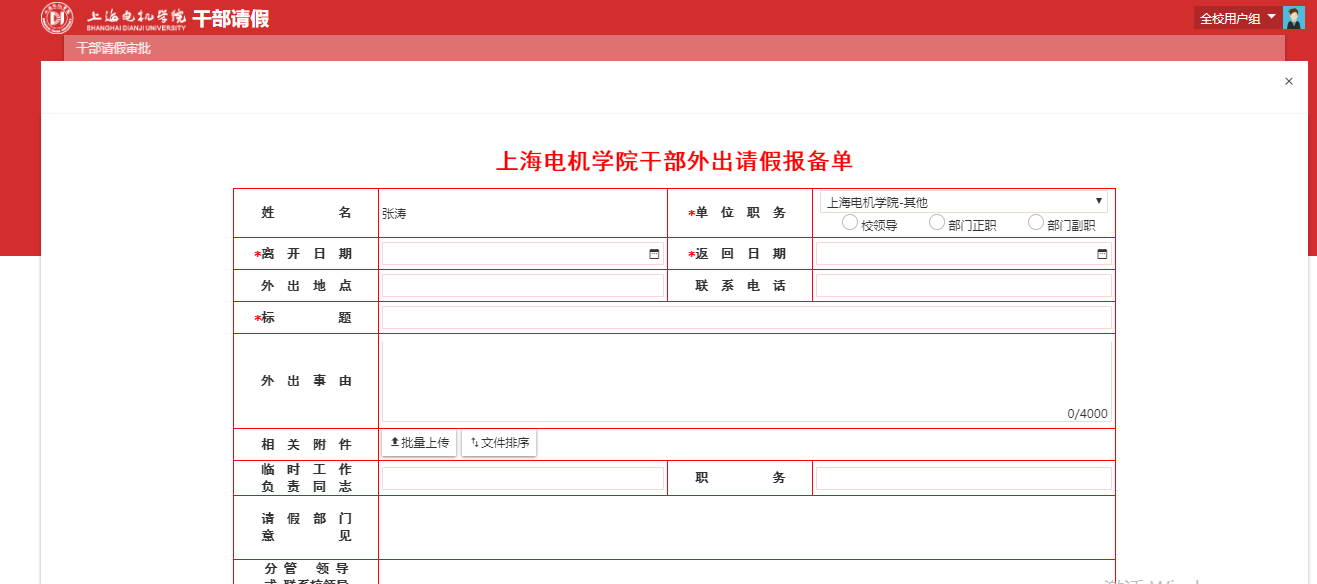 上海电机学院 干部请假
SHANGHAI DIANJI UNIVERSITY
全校用户组
干部请假审批
×
上海电机学院干部外出请假报备单
姓 名 张涛 *单 位 职 务 上海电机学院-其他
校领导 部门正职 部门副职
*离 开 日 期 *返 回 日 期
外 出 地 点 联 系 电 话
*标 题
外 出 事 由
0/4000
相 关 附 件 批量上传 文件排序
临 时 工 作
负 责 同 志
职 务
请 假 部 门
意 见
分 管 领 导